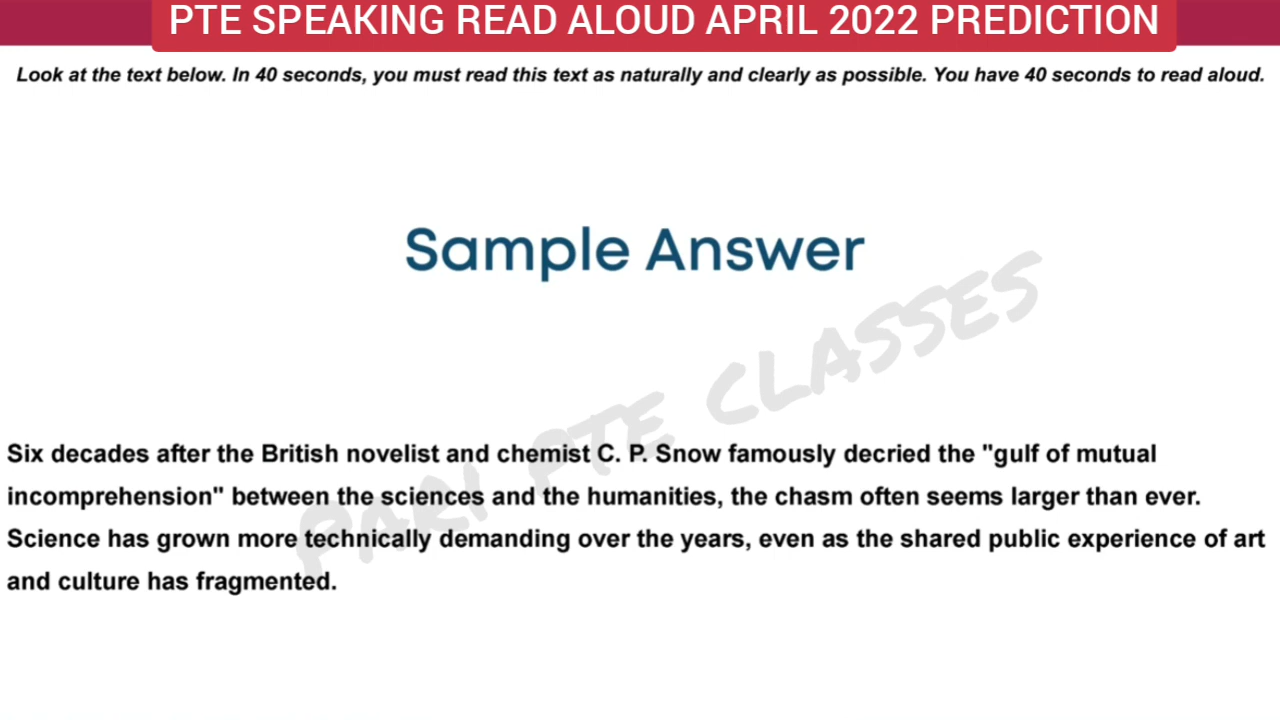 PTE SPEAKING READ ALOUD APRIL 2022 PREDICTION
Look at the text below. In 40 seconds, you must read this text as naturally and clearly as possible. You have 40 seconds to read aloud.
Sample Answer
PARI PTE CLASSES
Six decades after the British novelist and chemist C. P. Snow famously decried the "gulf of mutual
incomprehension" between the sciences and the humanities, the chasm often seems larger than ever.
Science has grown more technically demanding over the years, even as the shared public experience of art
and culture has fragmented.